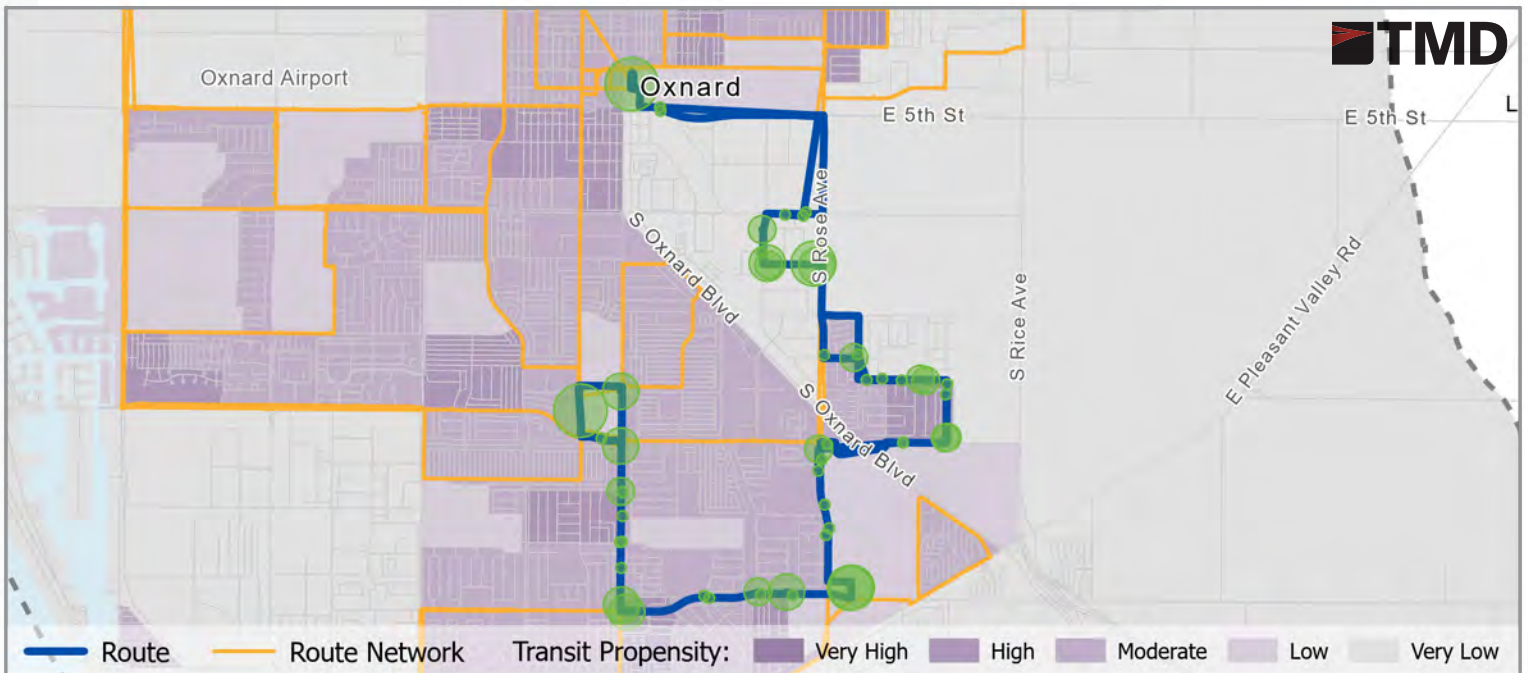 TMD
Oxnard Airport
Oxnard
E 5th St
E 5th St
L
S Rose Ave
S Oxnard Blvd
S Rice Ave
E Pleasant Valley Rd
S Oxnard Blvd
Route
Route Network
Transit Propensity:
Very High
High
Moderate
Low
Very Low